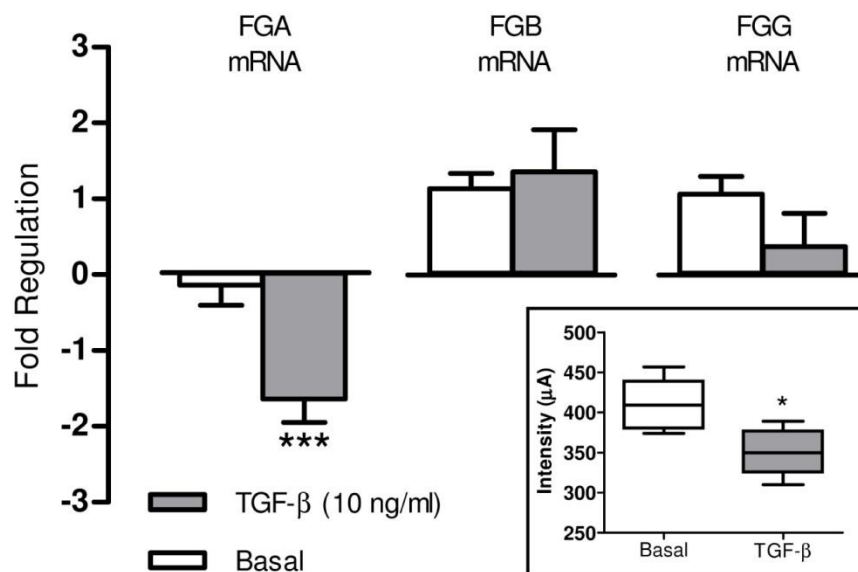 FGA
mRNA
FGB
mRNA
FGG
mRNA
3
2
1
0
-1
-2
-3
Fold Regulation
***
TGF-β (10 ng/ml)
Basal
500
450
400
350
300
250
Intensity (μA)
*
Basal
TGF-β